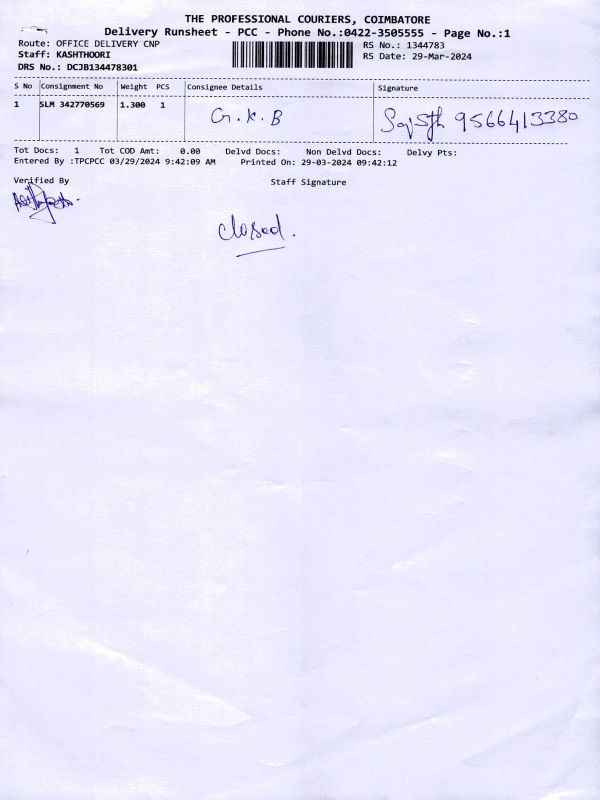 THE PROFESSIONAL COURIERS, COIMBATORE
Delivery Runsheet - PCC - Phone No.:0422-3505555 - Page No.:1
Route: OFFICE DELIVERY CNP
Staff: KASHTHOORI
DRS No.: DCJB134478301
RS No.: 1344783
RS Date: 29-Mar-2024
S No Consignment No Weight PCS Consignee Details Signature
1 SLM 342770569 1.300 1 G.K.B 9566413380
Tot Docs: 1 Tot COD Amt: 0.00 Delvd Docs: Non Delvd Docs: Delvy Pts:
Entered By :TPCPCC 03/29/2024 9:42:09 AM Printed On: 29-03-2024 09:42:12
Verified By Staff Signature
closed.